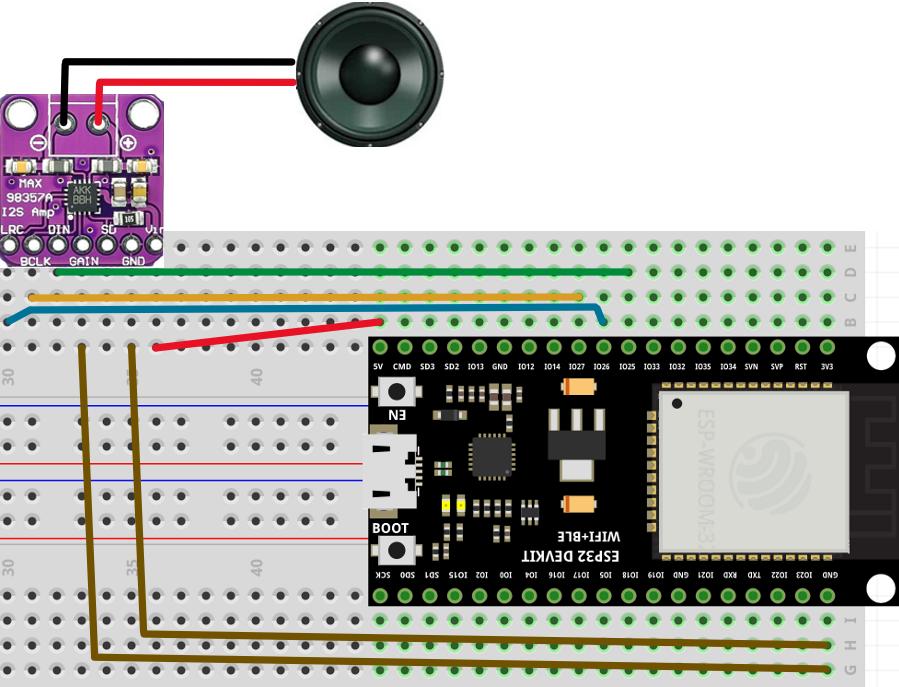 MAX
98357A
I2S Amp
AKK
BBH
105
LRC DIN SD Vin
BCLK GAIN GND
E
D
C
B
30 35 40
5V CMD SD3 SD2 IO13 GND IO12 IO14 IO27 IO26 IO25 IO33 IO32 IO35 IO34 SVN SVP RST 3V3
EN
ESP-WROOM-33
BOOT
WIFI+BLE
ESP32 DEVKIT
30 35 40
SCK SD0 SD1 IO15 IO2 IO0 IO4 IO16 IO17 IO5 IO18 IO19 GND IO21 RXD TXD IO22 IO23 GND
I
H
G